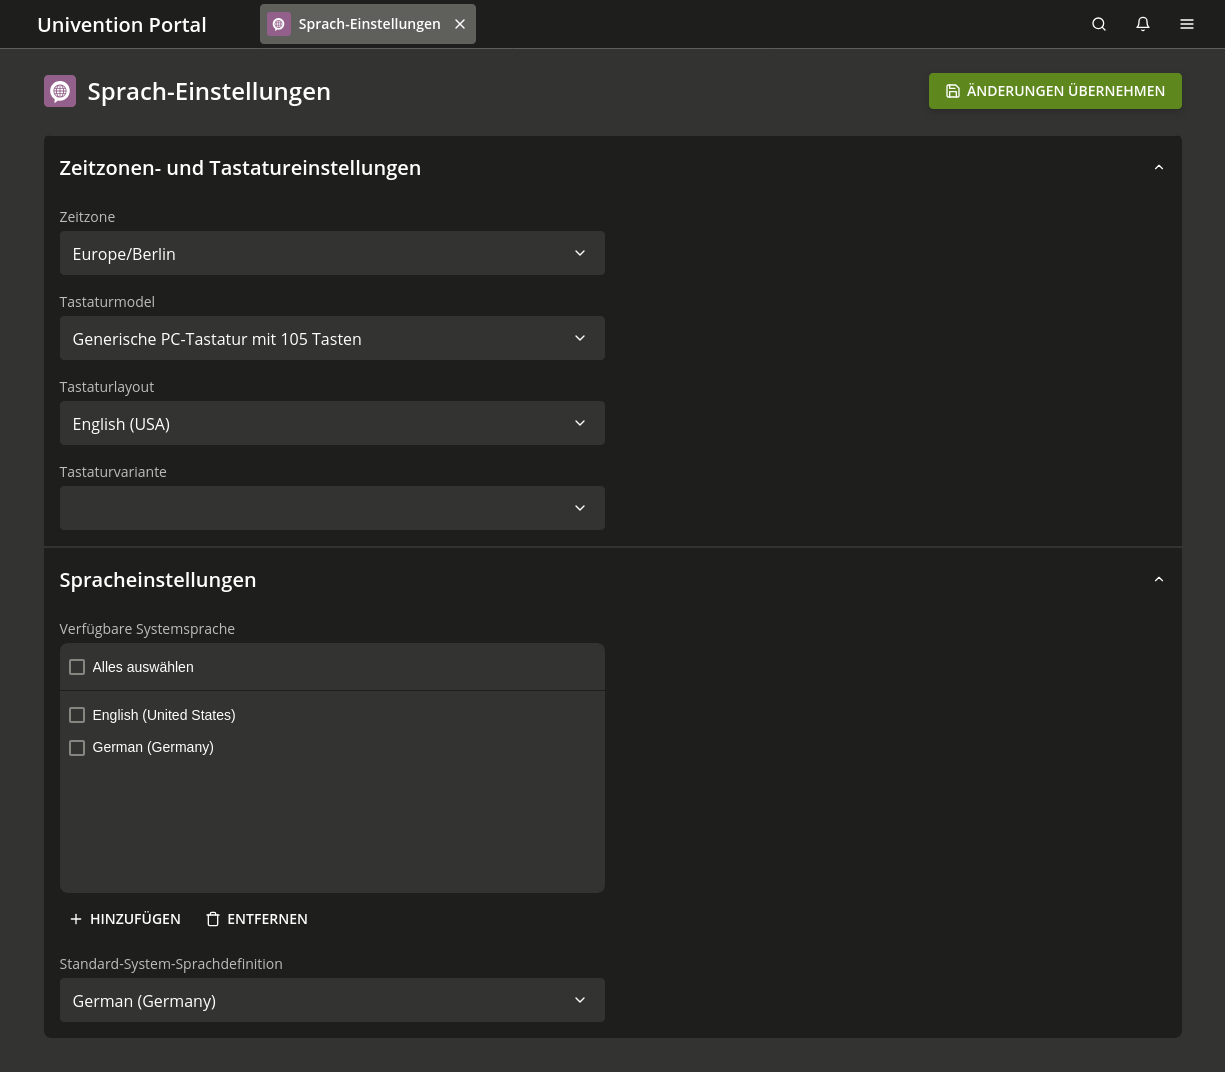 Univention Portal
Sprach-Einstellungen
Sprach-Einstellungen
ÄNDERUNGEN ÜBERNEHMEN
Zeitzonen- und Tastatureinstellungen
Zeitzone
Europe/Berlin
Tastaturmodel
Generische PC-Tastatur mit 105 Tasten
Tastaturlayout
English (USA)
Tastaturvariante
Spracheinstellungen
Verfügbare Systemsprache
Alles auswählen
English (United States)
German (Germany)
HINZUFÜGEN
ENTFERNEN
Standard-System-Sprachdefinition
German (Germany)